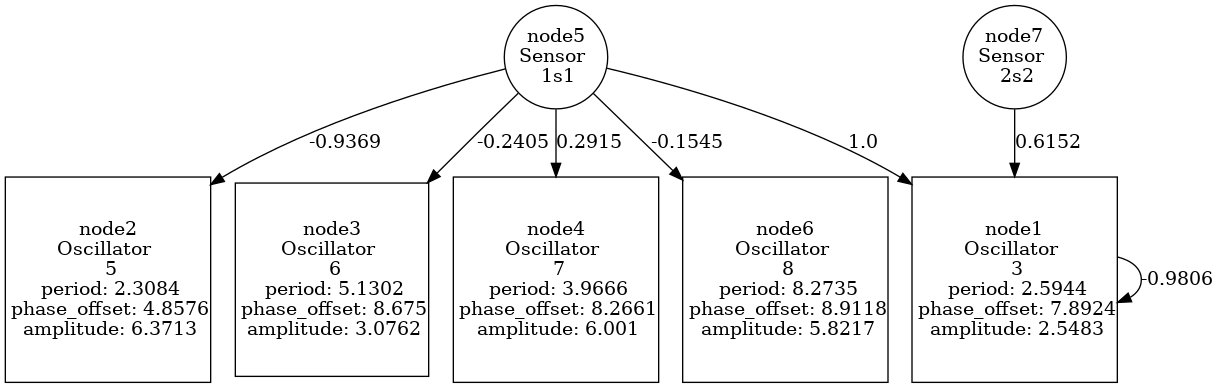 node5
Sensor
1s1
node7
Sensor
2s2
-0.9369
-0.2405
0.2915
-0.1545
1.0
0.6152
node2
Oscillator
5
period: 2.3084
phase_offset: 4.8576
amplitude: 6.3713
node3
Oscillator
6
period: 5.1302
phase_offset: 8.675
amplitude: 3.0762
node4
Oscillator
7
period: 3.9666
phase_offset: 8.2661
amplitude: 6.001
node6
Oscillator
8
period: 8.2735
phase_offset: 8.9118
amplitude: 5.8217
node1
Oscillator
3
period: 2.5944
phase_offset: 7.8924
amplitude: 2.5483
-0.9806